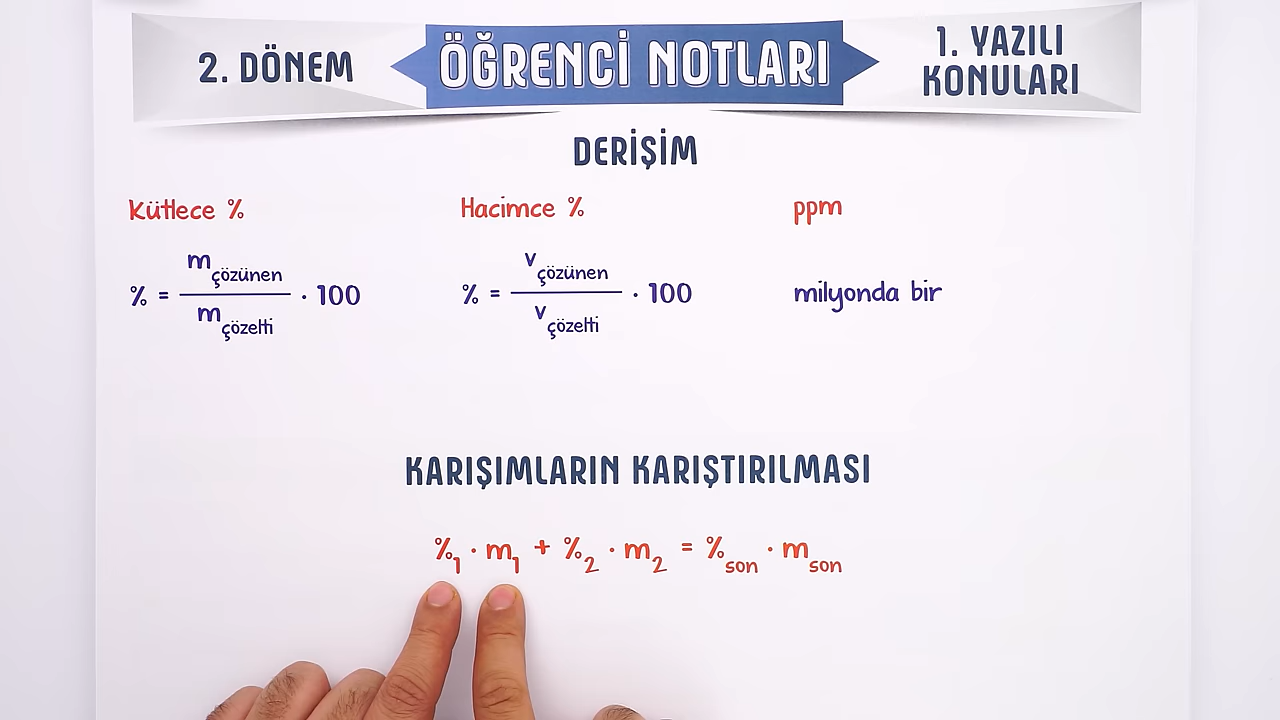 2. DÖNEM
ÖĞRENCİ NOTLARI
1. YAZILI
KONULARI
DERİŞİM
Kütlece %
% = m çözünen / m çözelti · 100
Hacimce %
% = v çözünen / v çözelti · 100
ppm
milyonda bir
KARIŞIMLARIN KARIŞTIRILMASI
%₁ · m₁ + %₂ · m₂ = %son · mson